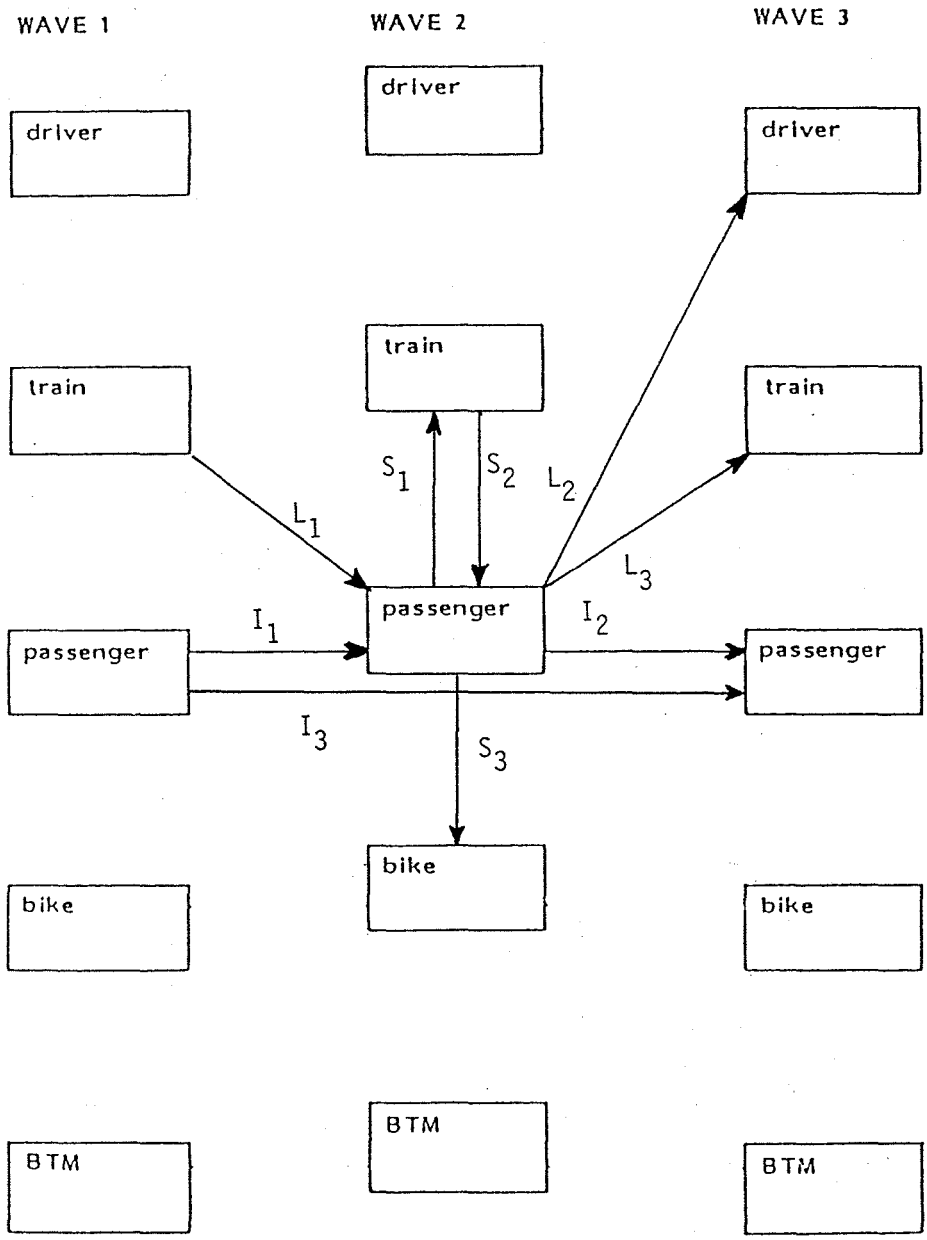 WAVE 1
WAVE 2
WAVE 3
driver
driver
driver
train
train
train
S1
S2
L2
L1
L3
passenger
I1
passenger
I2
passenger
I3
S3
bike
bike
bike
BTM
BTM
BTM